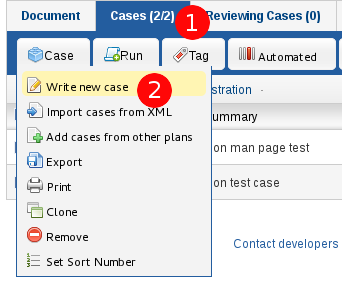 Document Cases (2/2) 1 Reviewing Cases (0)
Case Run Tag Automated
Write new case 2
Import cases from XML ummary
Add cases from other plans on man page test
Export on test case
Print
Clone
Remove Contact developers
Set Sort Number